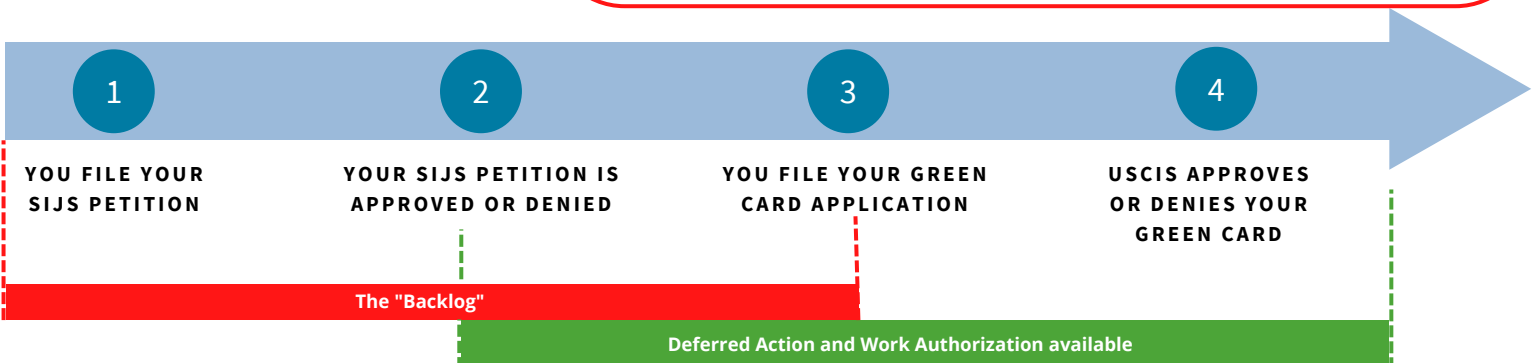 1
2
3
4
YOU FILE YOUR
SIJS PETITION
YOUR SIJS PETITION IS
APPROVED OR DENIED
YOU FILE YOUR GREEN
CARD APPLICATION
USCIS APPROVES
OR DENIES YOUR
GREEN CARD
The "Backlog"
Deferred Action and Work Authorization available